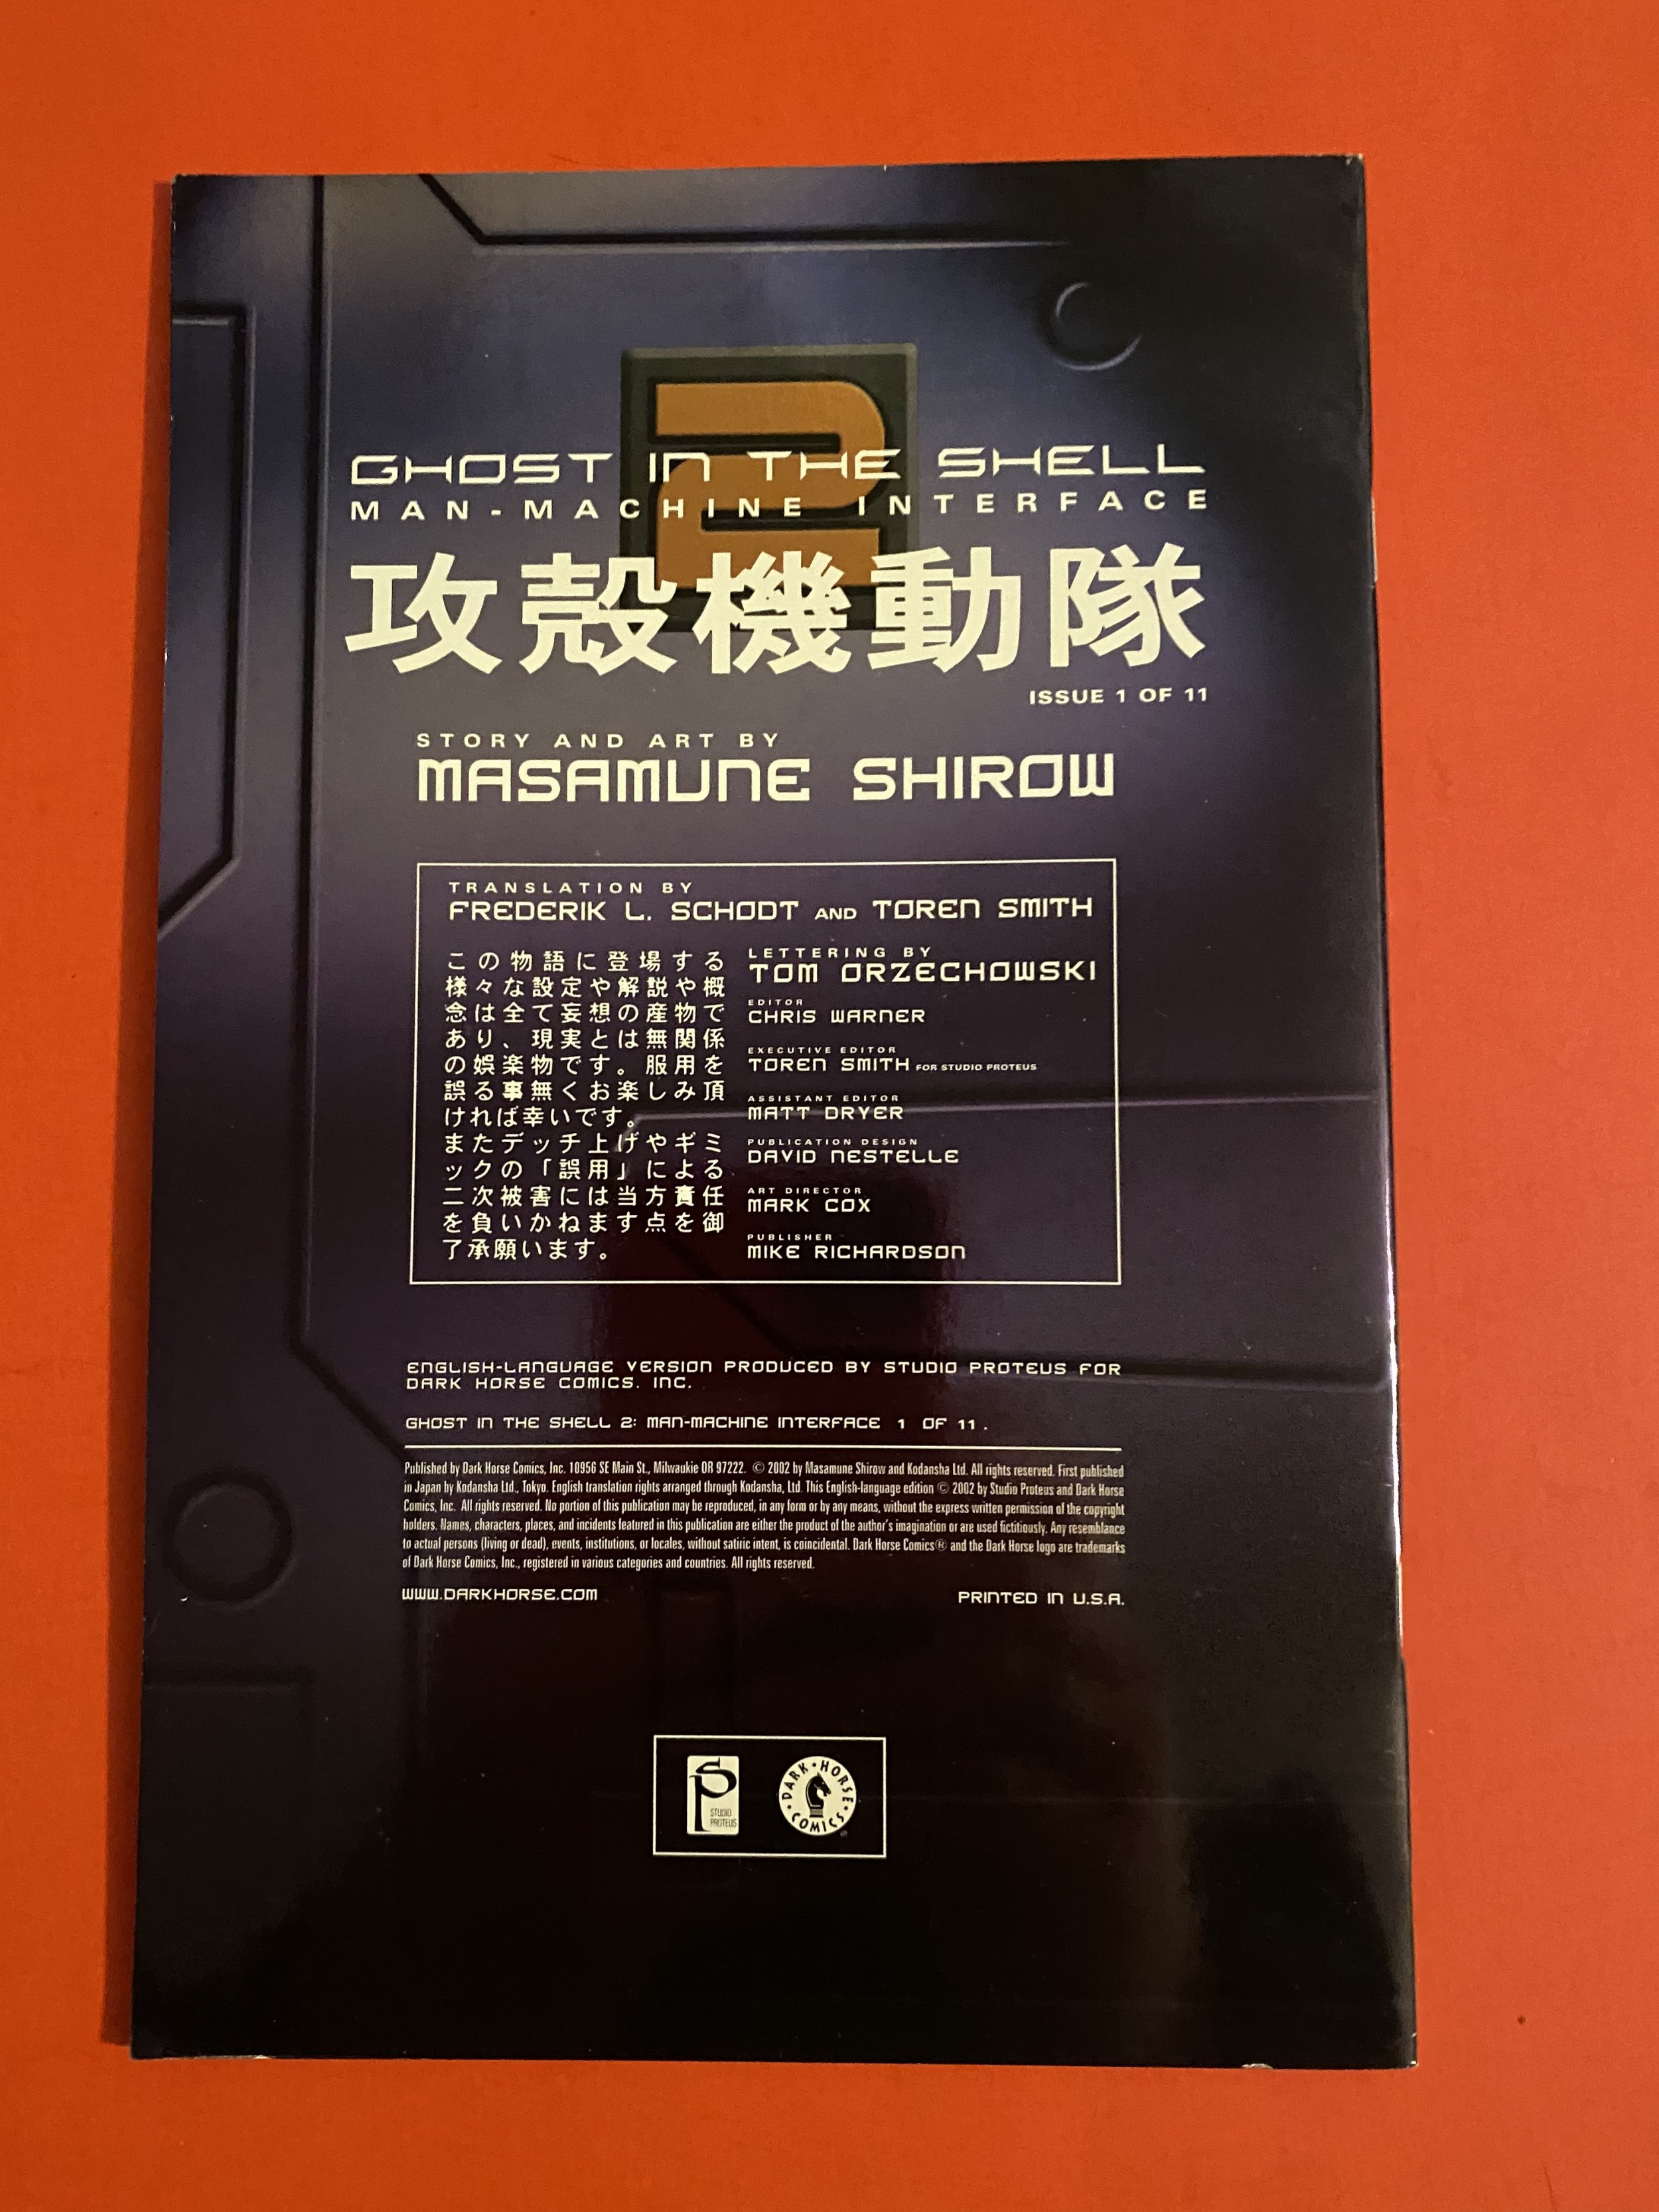 2
GHOST IN THE SHELL
MAN-MACHINE INTERFACE
攻殻機動隊
ISSUE 1 OF 11
STORY AND ART BY
MASAMUNE SHIROW
TRANSLATION BY
FREDERIK L. SCHODT AND TOREN SMITH
この物語に登場する
様々な設定や解説や概
念は全て妄想の産物で
あり、現実とは無関係
の娯楽物です。服用を
誤る事無くお楽しみ頂
ければ幸いです。
またデッチ上げやギミ
ックの「誤用」による
二次被害には当方責任
を負いかねます点を御
了承願います。
LETTERING BY
TOM ORZECHOWSKI
EDITOR
CHRIS WARNER
EXECUTIVE EDITOR
TOREN SMITH FOR STUDIO PROTEUS
ASSISTANT EDITOR
MATT DRYER
PUBLICATION DESIGN
DAVID NESTELLE
ART DIRECTOR
MARK COX
PUBLISHER
MIKE RICHARDSON
ENGLISH-LANGUAGE VERSION PRODUCED BY STUDIO PROTEUS FOR
DARK HORSE COMICS, INC.
GHOST IN THE SHELL 2: MAN-MACHINE INTERFACE 1 OF 11.
Published by Dark Horse Comics, Inc. 10956 SE Main St., Milwaukie OR 97222. © 2002 by Masamune Shirow and Kodansha Ltd. All rights reserved. First published
in Japan by Kodansha Ltd., Tokyo. English translation rights arranged through Kodansha, Ltd. This English-language edition © 2002 by Studio Proteus and Dark Horse
Comics, Inc. All rights reserved. No portion of this publication may be reproduced, in any form or by any means, without the express written permission of the copyright
holders. Names, characters, places, and incidents featured in this publication are either the product of the author's imagination or are used fictitiously. Any resemblance
to actual persons (living or dead), events, institutions, or locales, without satiric intent, is coincidental. Dark Horse Comics® and the Dark Horse logo are trademarks
of Dark Horse Comics, Inc., registered in various categories and countries. All rights reserved.
WWW.DARKHORSE.COM
PRINTED IN U.S.A.
SP
STUDIO
PROTEUS
DARK HORSE COMICS